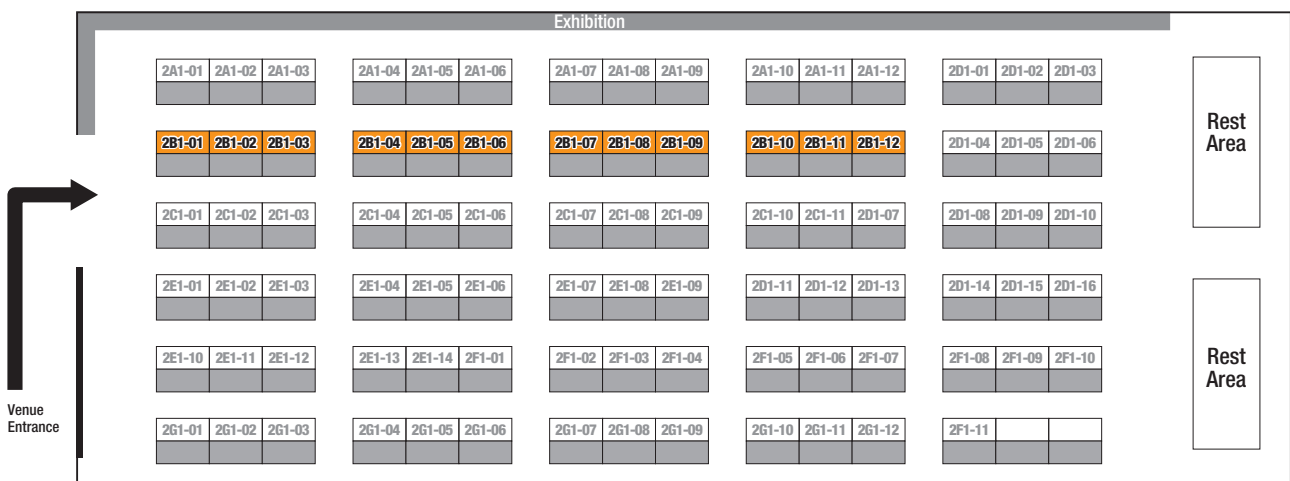 Exhibition
2A1-01 2A1-02 2A1-03 2A1-04 2A1-05 2A1-06 2A1-07 2A1-08 2A1-09 2A1-10 2A1-11 2A1-12 2D1-01 2D1-02 2D1-03
2B1-01 2B1-02 2B1-03 2B1-04 2B1-05 2B1-06 2B1-07 2B1-08 2B1-09 2B1-10 2B1-11 2B1-12 2D1-04 2D1-05 2D1-06
Rest
Area
2C1-01 2C1-02 2C1-03 2C1-04 2C1-05 2C1-06 2C1-07 2C1-08 2C1-09 2C1-10 2C1-11 2D1-07 2D1-08 2D1-09 2D1-10
2E1-01 2E1-02 2E1-03 2E1-04 2E1-05 2E1-06 2E1-07 2E1-08 2E1-09 2D1-11 2D1-12 2D1-13 2D1-14 2D1-15 2D1-16
2E1-10 2E1-11 2E1-12 2E1-13 2E1-14 2F1-01 2F1-02 2F1-03 2F1-04 2F1-05 2F1-06 2F1-07 2F1-08 2F1-09 2F1-10
Rest
Area
Venue
Entrance
2G1-01 2G1-02 2G1-03 2G1-04 2G1-05 2G1-06 2G1-07 2G1-08 2G1-09 2G1-10 2G1-11 2G1-12 2F1-11